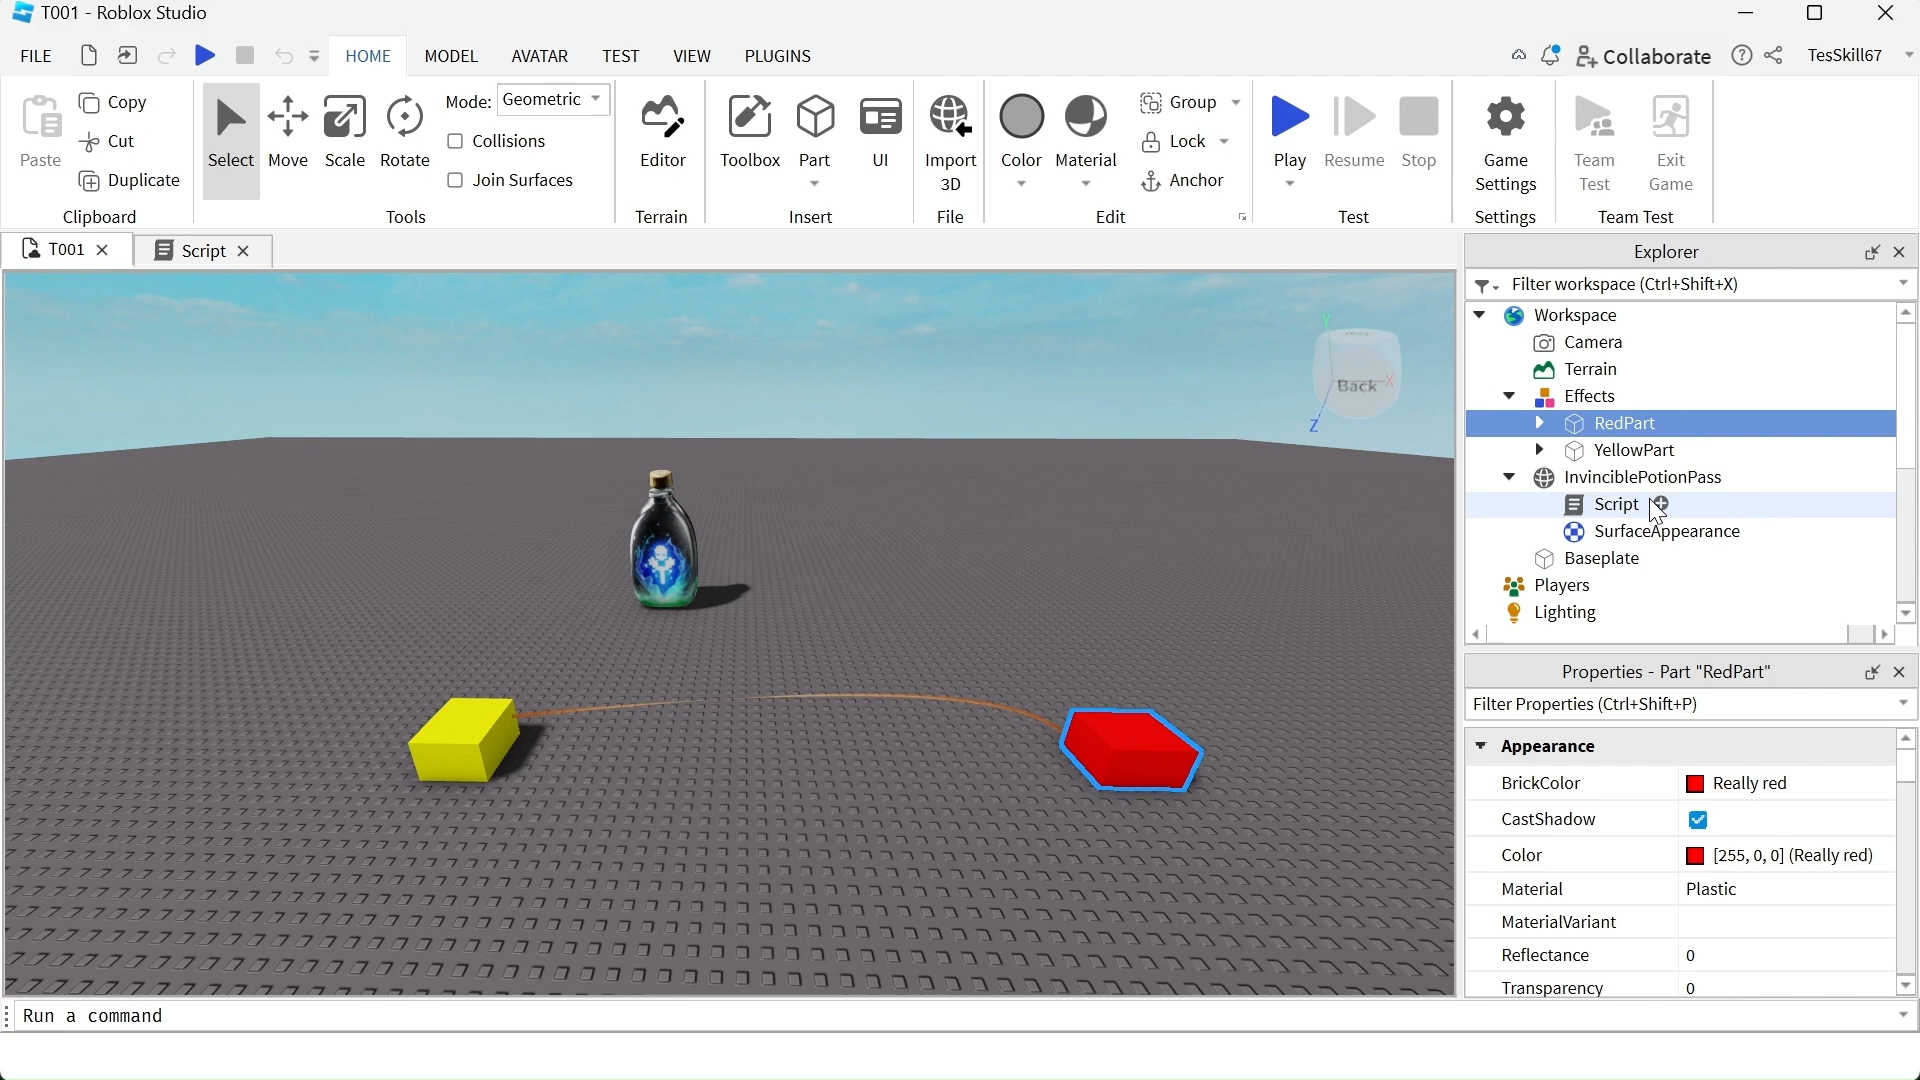 T001 - Roblox Studio
FILE
HOME
MODEL
AVATAR
TEST
VIEW
PLUGINS
Collaborate
TesSkill67
Paste
Copy
Cut
Duplicate
Clipboard
Select
Move
Scale
Rotate
Mode: Geometric
Collisions
Join Surfaces
Tools
Editor
Terrain
Toolbox
Part
UI
Insert
Import
3D
File
Color
Material
Group
Lock
Anchor
Edit
Play
Resume
Stop
Test
Game
Settings
Settings
Team
Test
Exit
Game
Team Test
T001
Script
Back
X
Y
Z
Explorer
Filter workspace (Ctrl+Shift+X)
Workspace
Camera
Terrain
Effects
RedPart
YellowPart
InvinciblePotionPass
Script
SurfaceAppearance
Baseplate
Players
Lighting
Properties - Part "RedPart"
Filter Properties (Ctrl+Shift+P)
Appearance
BrickColor Really red
CastShadow
Color [255, 0, 0] (Really red)
Material Plastic
MaterialVariant
Reflectance 0
Transparency 0
Run a command